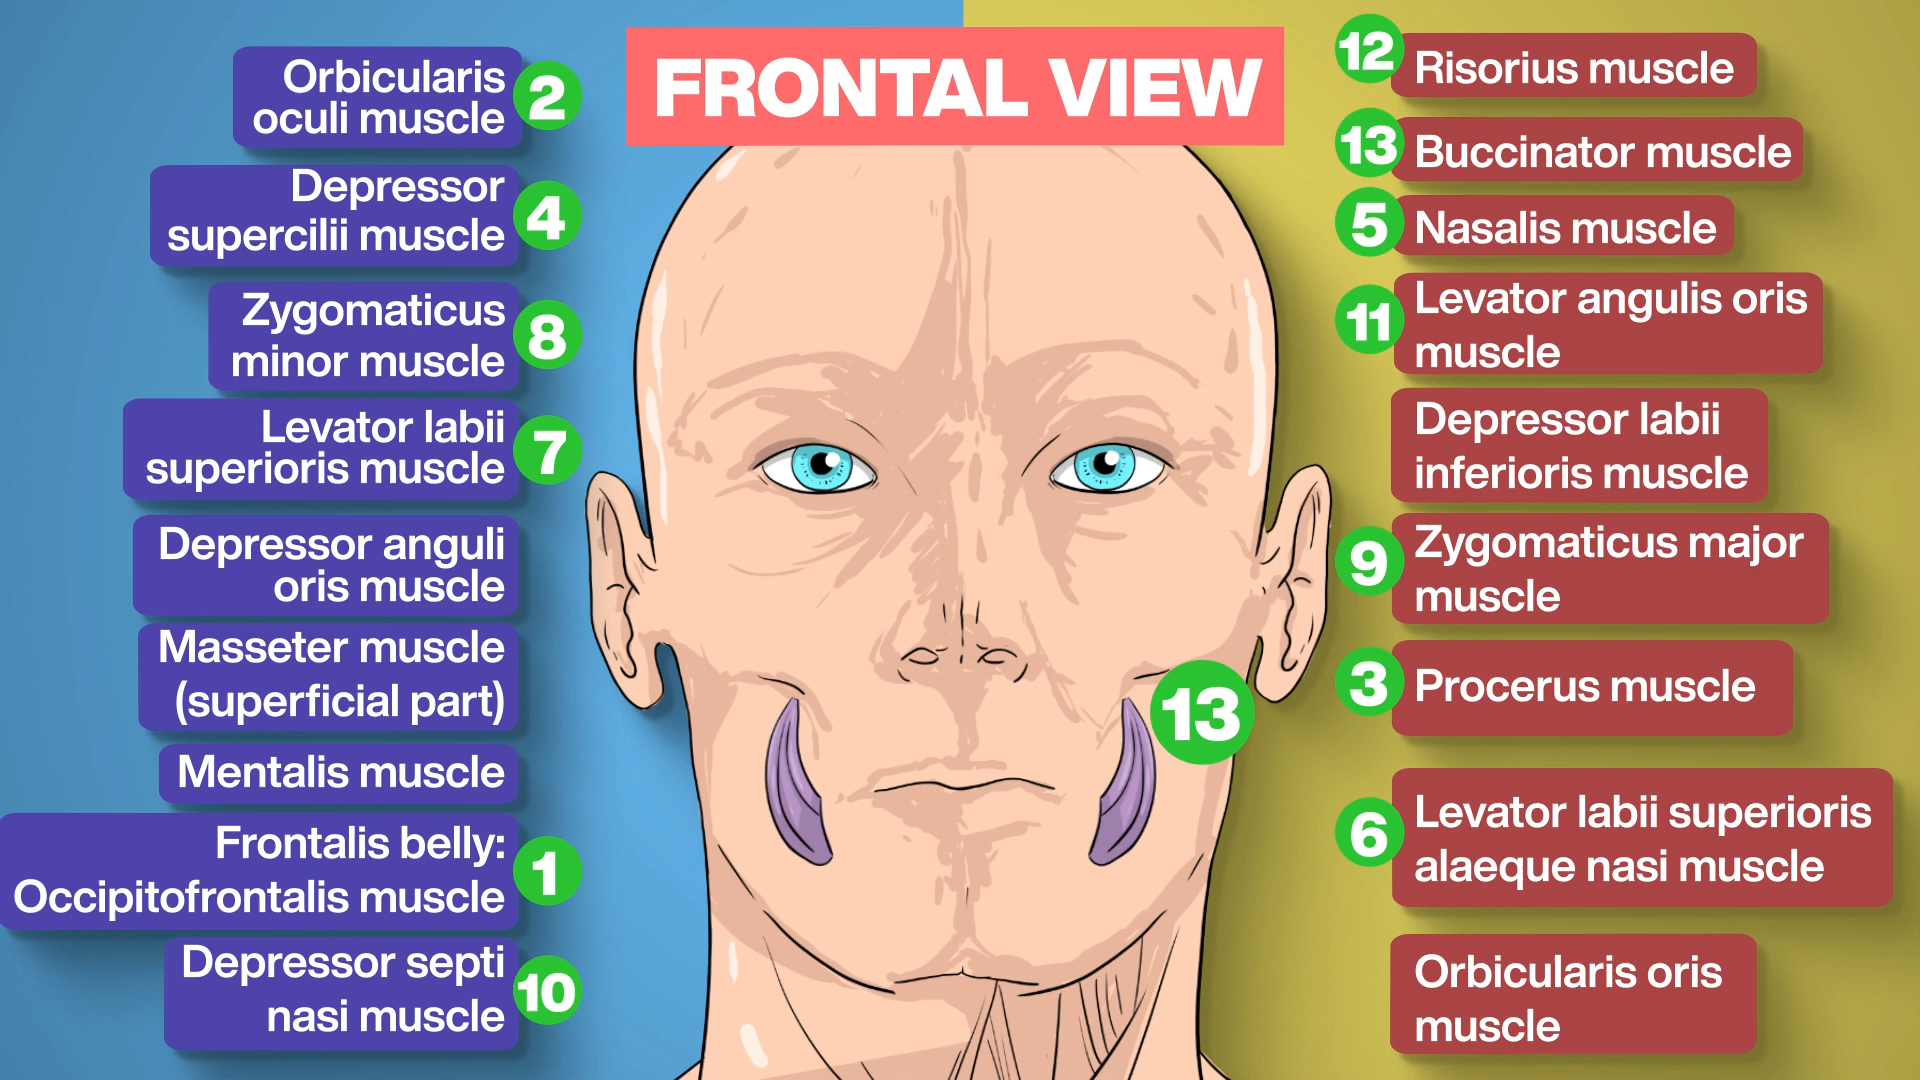 FRONTAL VIEW
Orbicularis
oculi muscle
2
Depressor
supercilii muscle
4
Zygomaticus
minor muscle
8
Levator labii
superioris muscle
7
Depressor anguli
oris muscle
Masseter muscle
(superficial part)
Mentalis muscle
Frontalis belly:
Occipitofrontalis muscle
1
Depressor septi
nasi muscle
10
13
12
Risorius muscle
13
Buccinator muscle
5
Nasalis muscle
11
Levator angulis oris
muscle
Depressor labii
inferioris muscle
9
Zygomaticus major
muscle
3
Procerus muscle
6
Levator labii superioris
alaeque nasi muscle
Orbicularis oris
muscle